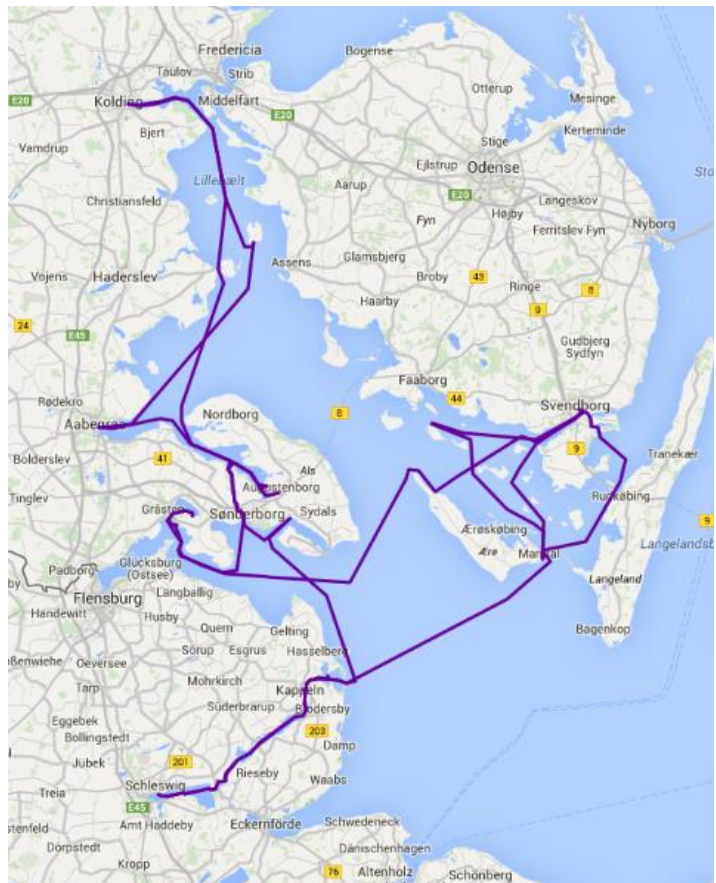 Fredericia
Bogense
Taulov
Strib
Otterup
E20
Kolding
Middelfart
Mesinge
Bjert
E20
Kerteminde
Vamdrup
Stige
Ejlstrup
Odense
Lillebælt
Aarup
E20
Langeskov
Christiansfeld
Højby
Fyn
Ferritslev Fyn
Nyborg
Glamsbjerg
Assens
Vojens
Haderslev
Broby
43
Ringe
8
Haarby
24
9
E45
Gudbjerg
Sydfyn
Faaborg
44
Rødekro
Nordborg
8
Svendborg
Aabenraa
9
Bolderslev
41
Als
Tranekær
Augustenborg
Rudkøbing
Tinglev
Gråsten
Sønderborg
Sydals
Ærøskøbing
9
Ærø
Marstal
Padborg
Glücksburg
(Ostsee)
Langeland
Flensburg
Langballig
Handewitt
Husby
Gelting
Bagenkop
Quern
Oeversee
Sörup
Esgrus
Hasselberg
Tarp
Mohrkirch
Kappeln
Süderbrarup
Brodersby
Eggebek
203
Bollingstedt
Damp
Jübek
201
Rieseby
Waabs
Treia
Schleswig
E45
Schwedeneck
Amt Haddeby
Eckernförde
Dänischenhagen
Dörpstedt
Kropp
76
Altenholz
Schönberg